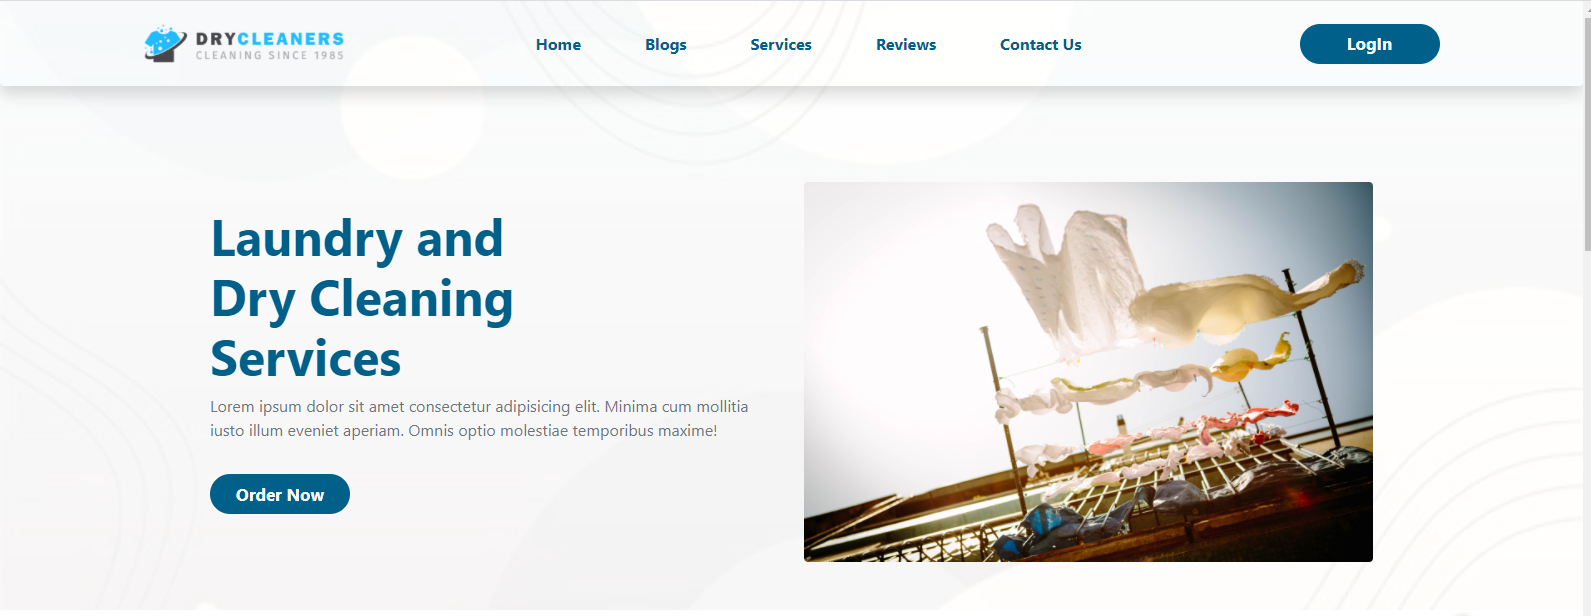 DRYCLEANERS
CLEANING SINCE 1985
Home
Blogs
Services
Reviews
Contact Us
LogIn
Laundry and
Dry Cleaning
Services
Lorem ipsum dolor sit amet consectetur adipisicing elit. Minima cum mollitia
iusto illum eveniet aperiam. Omnis optio molestiae temporibus maxime!
Order Now